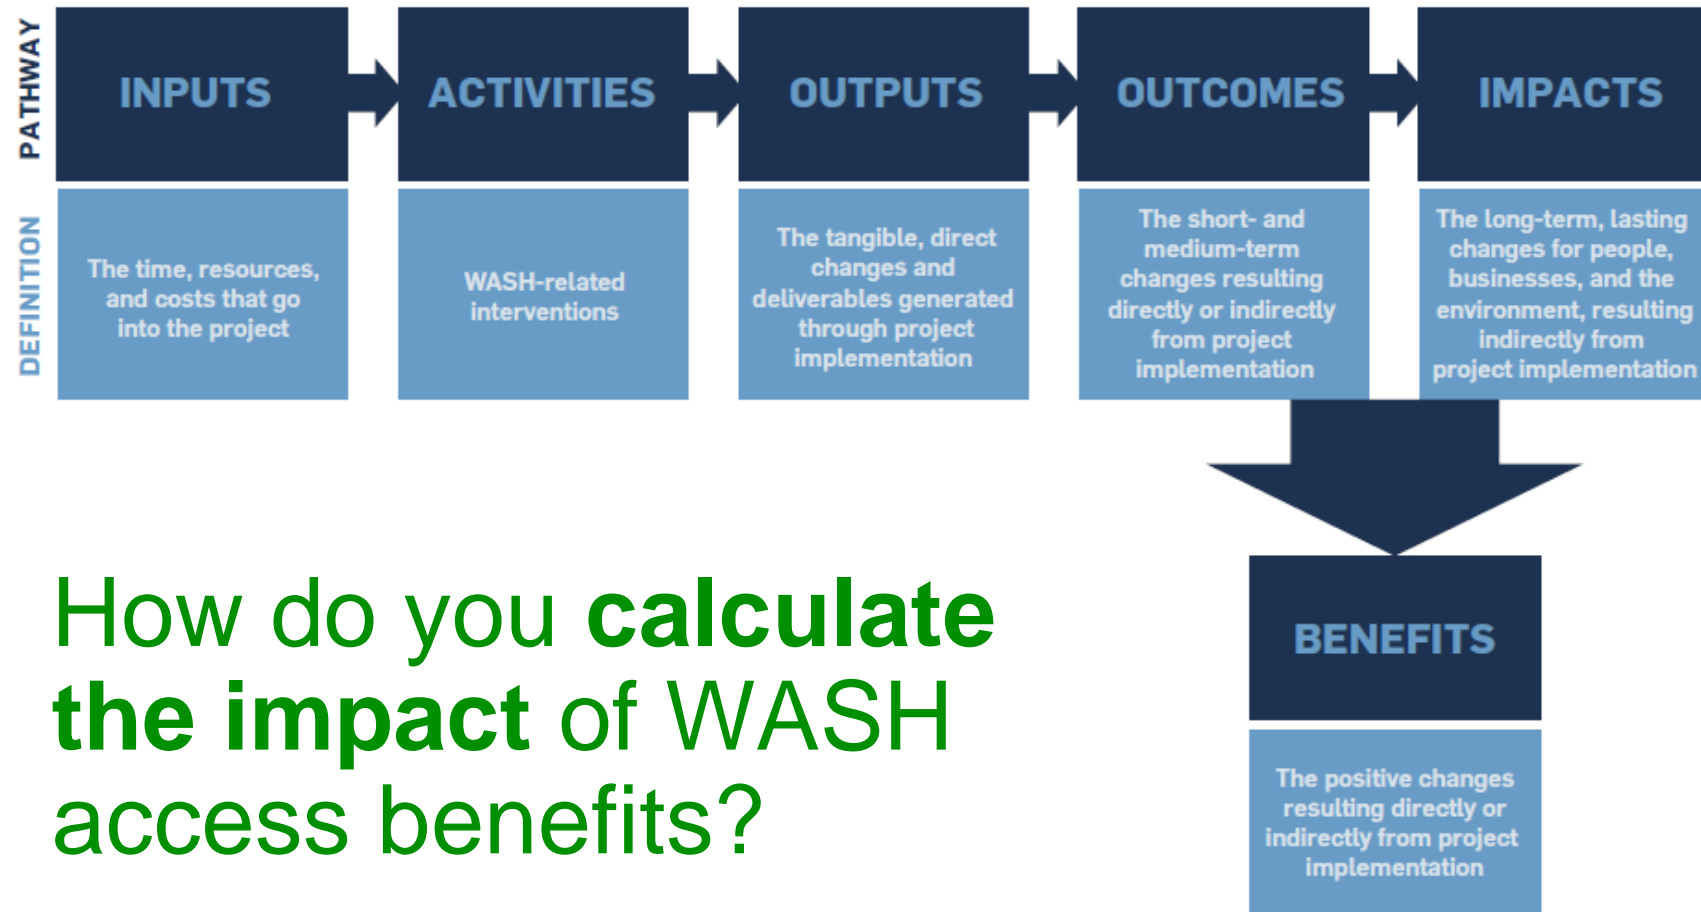 PATHWAY
INPUTS
ACTIVITIES
OUTPUTS
OUTCOMES
IMPACTS
DEFINITION
The time, resources,
and costs that go
into the project
WASH-related
interventions
The tangible, direct
changes and
deliverables generated
through project
implementation
The short- and
medium-term
changes resulting
directly or indirectly
from project
implementation
The long-term, lasting
changes for people,
businesses, and the
environment, resulting
indirectly from
project implementation
How do you calculate
the impact of WASH
access benefits?
BENEFITS
The positive changes
resulting directly or
indirectly from project
implementation